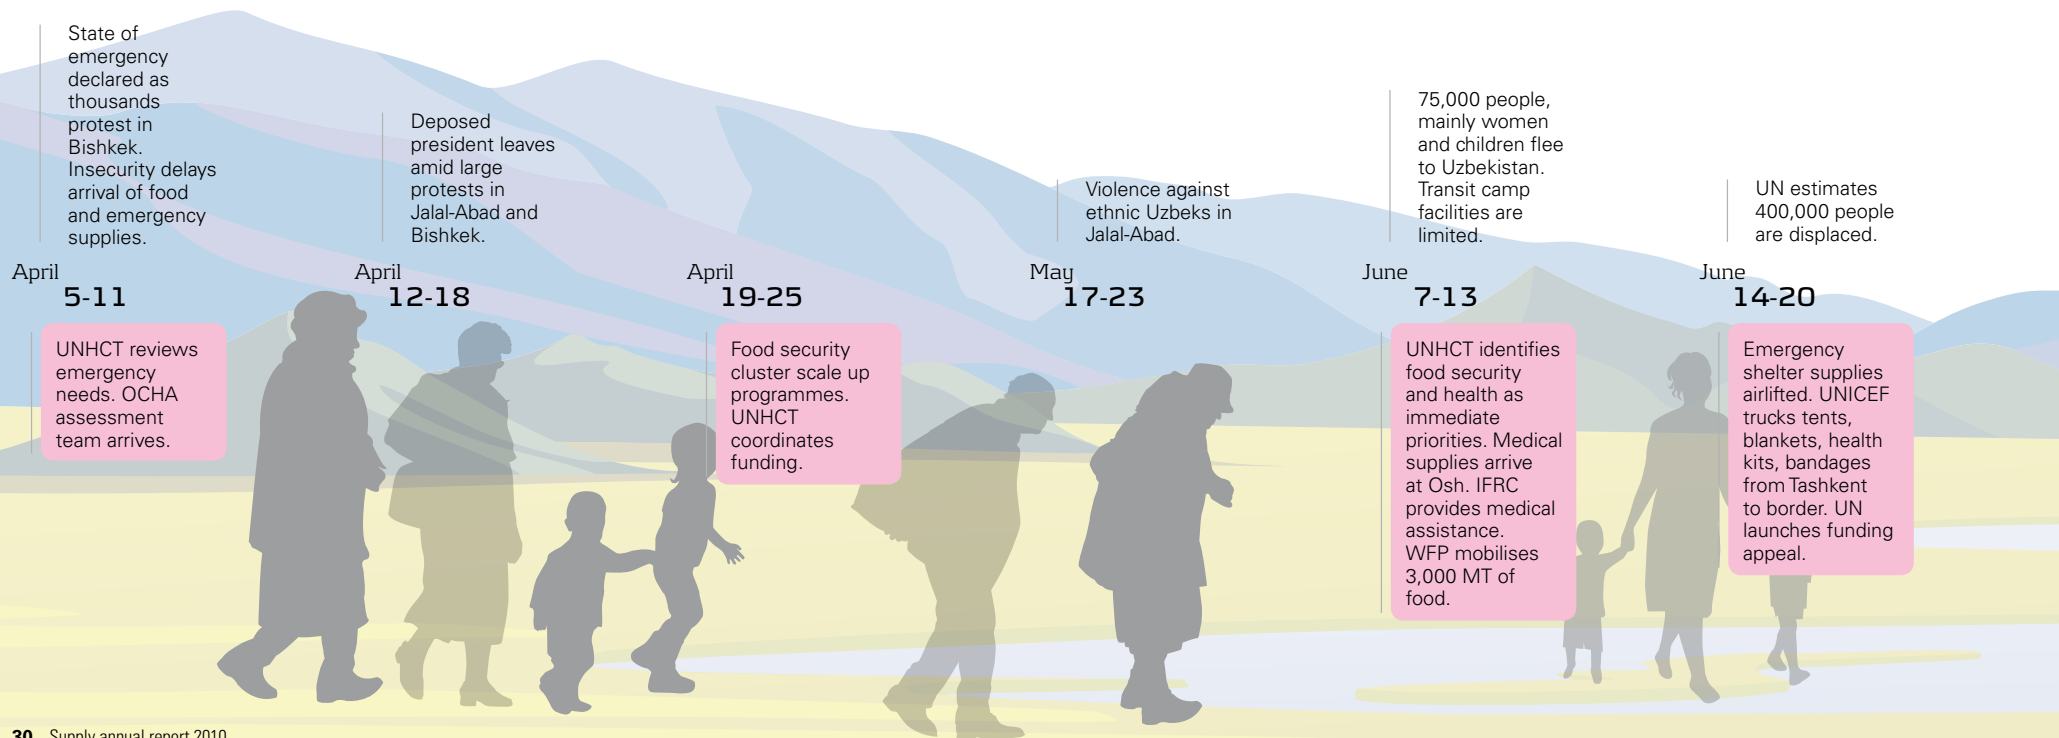 State of
emergency
declared as
thousands
protest in
Bishkek.
Insecurity delays
arrival of food
and emergency
supplies.
April
5-11
UNHCT reviews
emergency
needs. OCHA
assessment
team arrives.
Deposed
president leaves
amid large
protests in
Jalal-Abad and
Bishkek.
April
12-18
April
19-25
Food security
cluster scale up
programmes.
UNHCT
coordinates
funding.
Violence against
ethnic Uzbeks in
Jalal-Abad.
May
17-23
75,000 people,
mainly women
and children flee
to Uzbekistan.
Transit camp
facilities are
limited.
June
7-13
UNHCT identifies
food security
and health as
immediate
priorities. Medical
supplies arrive
at Osh. IFRC
provides medical
assistance.
WFP mobilises
3,000 MT of
food.
UN estimates
400,000 people
are displaced.
June
14-20
Emergency
shelter supplies
airlifted. UNICEF
trucks tents,
blankets, health
kits, bandages
from Tashkent
to border. UN
launches funding
appeal.
30 Supply annual report 2010